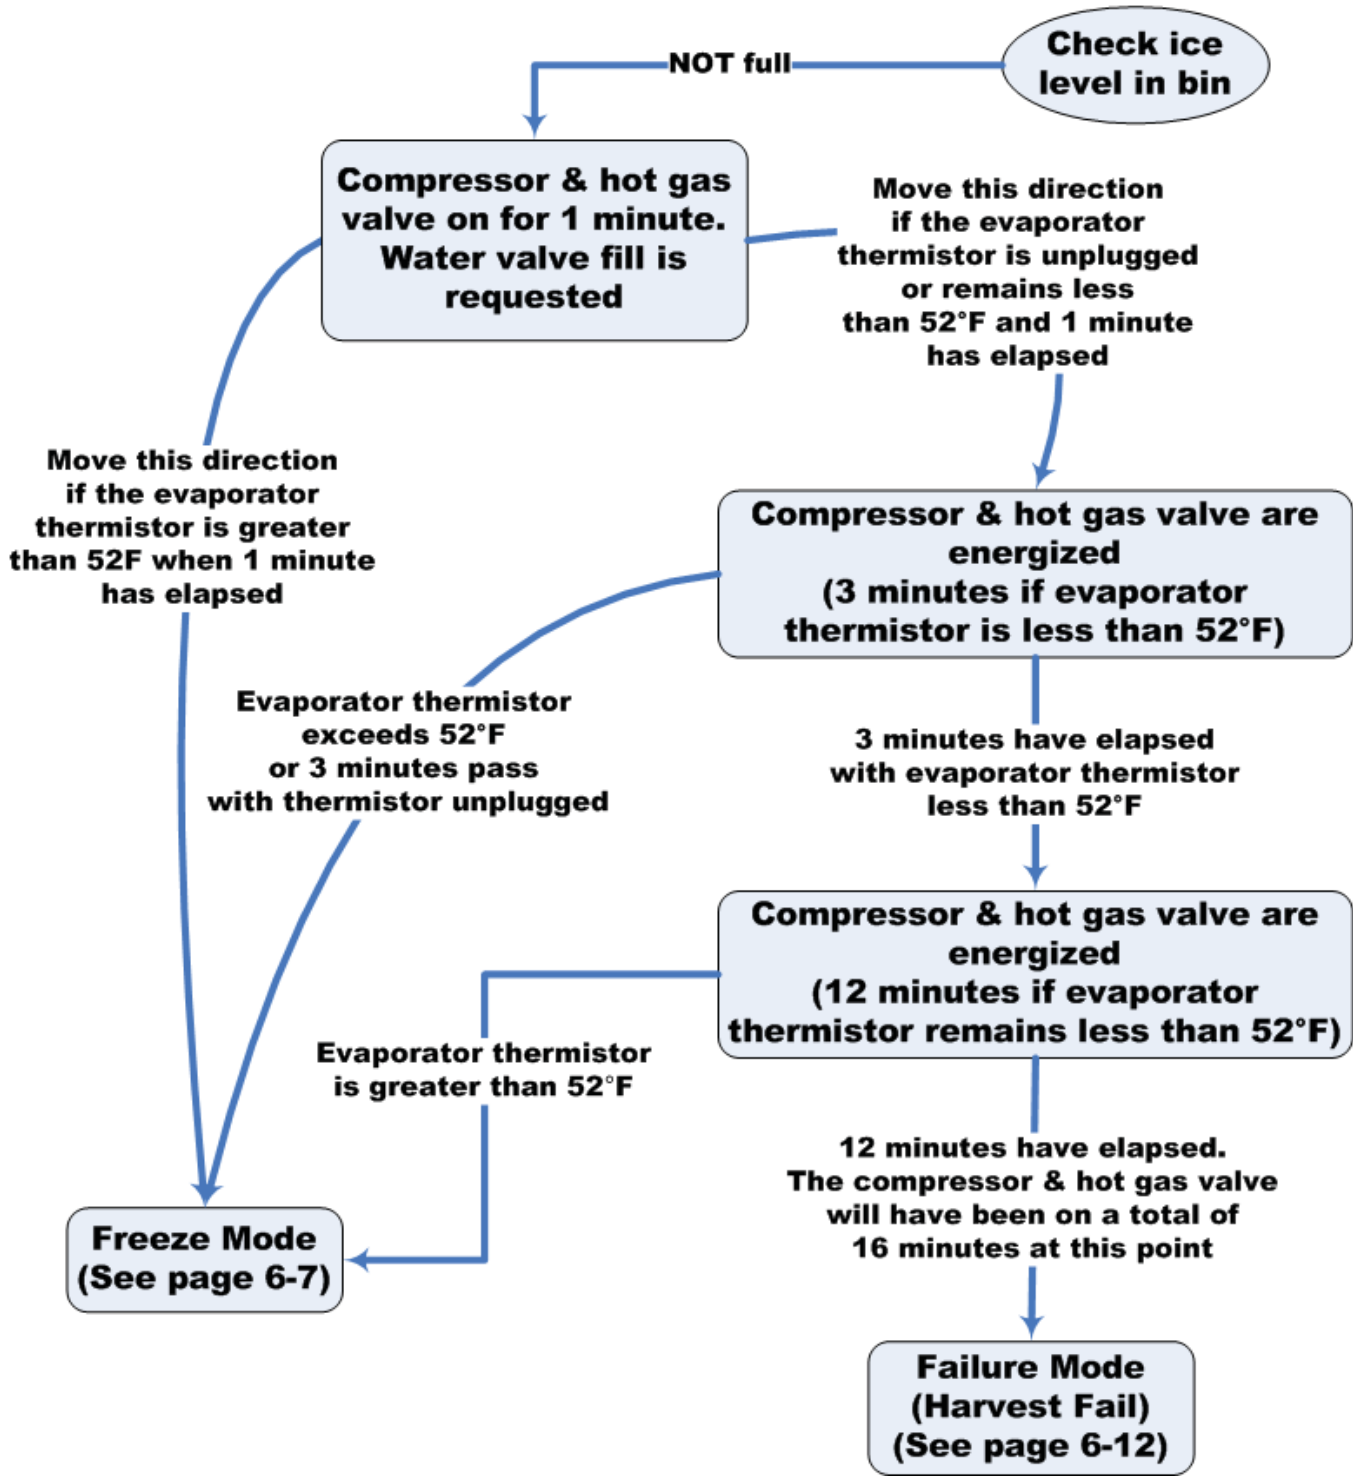 Check ice
level in bin
NOT full
Compressor & hot gas
valve on for 1 minute.
Water valve fill is
requested
Move this direction
if the evaporator
thermistor is unplugged
or remains less
than 52°F and 1 minute
has elapsed
Move this direction
if the evaporator
thermistor is greater
than 52F when 1 minute
has elapsed
Compressor & hot gas valve are
energized
(3 minutes if evaporator
thermistor is less than 52°F)
Evaporator thermistor
exceeds 52°F
or 3 minutes pass
with thermistor unplugged
3 minutes have elapsed
with evaporator thermistor
less than 52°F
Compressor & hot gas valve are
energized
(12 minutes if evaporator
thermistor remains less than 52°F)
Evaporator thermistor
is greater than 52°F
12 minutes have elapsed.
The compressor & hot gas valve
will have been on a total of
16 minutes at this point
Freeze Mode
(See page 6-7)
Failure Mode
(Harvest Fail)
(See page 6-12)